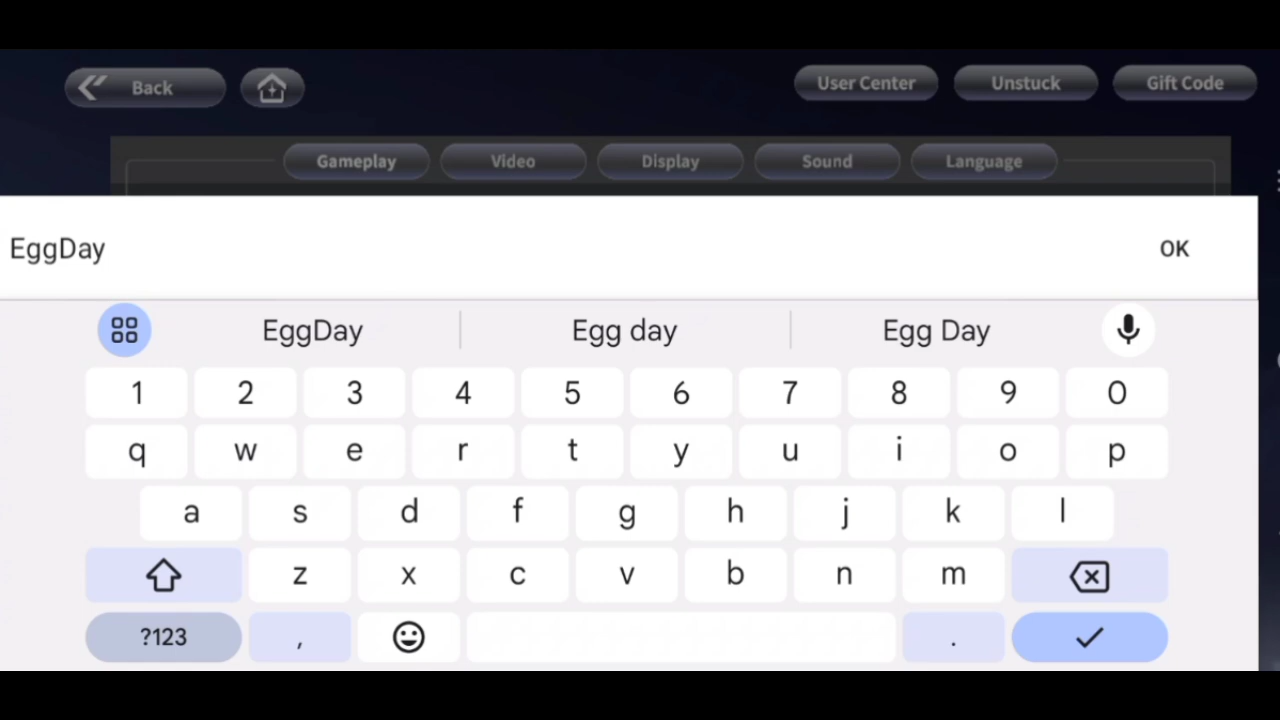 Back
User Center
Unstuck
Gift Code
Gameplay
Video
Display
Sound
Language
EggDay
OK
EggDay
Egg day
Egg Day
1 2 3 4 5 6 7 8 9 0
q w e r t y u i o p
a s d f g h j k l
z x c v b n m
?123 , .